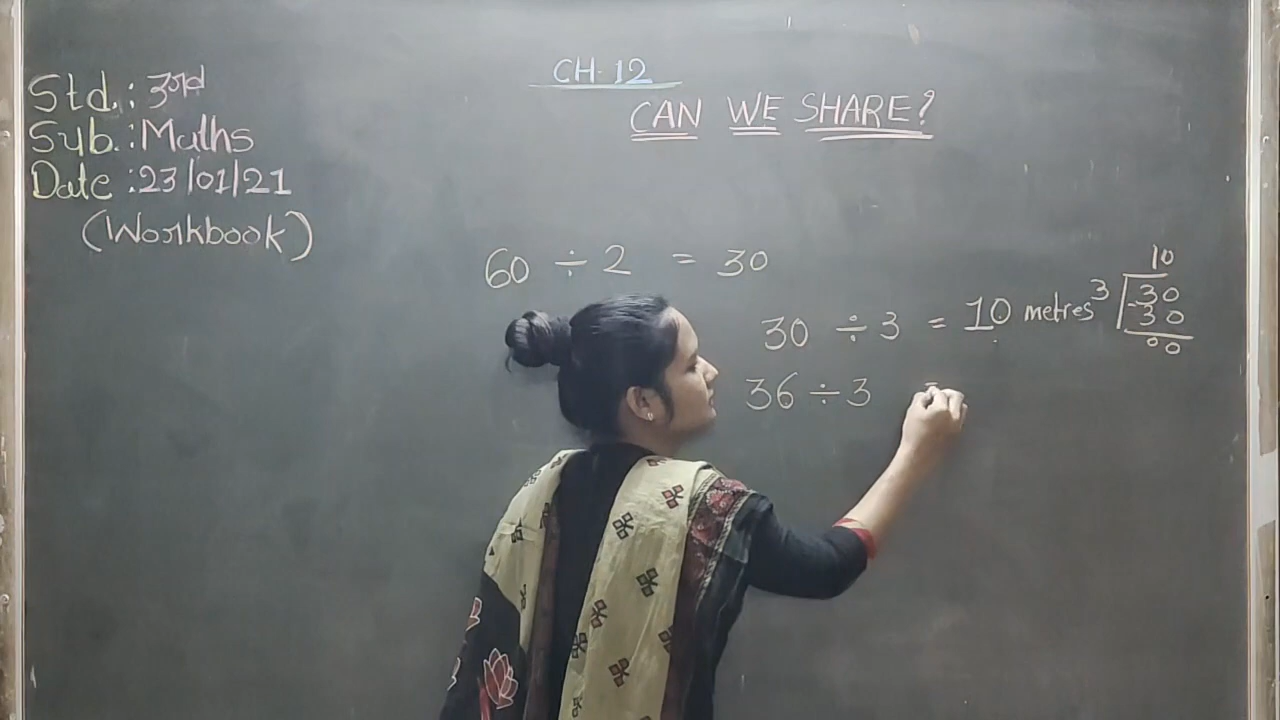 CH-12
CAN WE SHARE?
Std.: 3rd
Sub.: Maths
Date :23/01/21
(Workbook)
60 ÷ 2 = 30
30 ÷ 3 = 10 metres
36 ÷ 3 =
10
3 30
-30
00